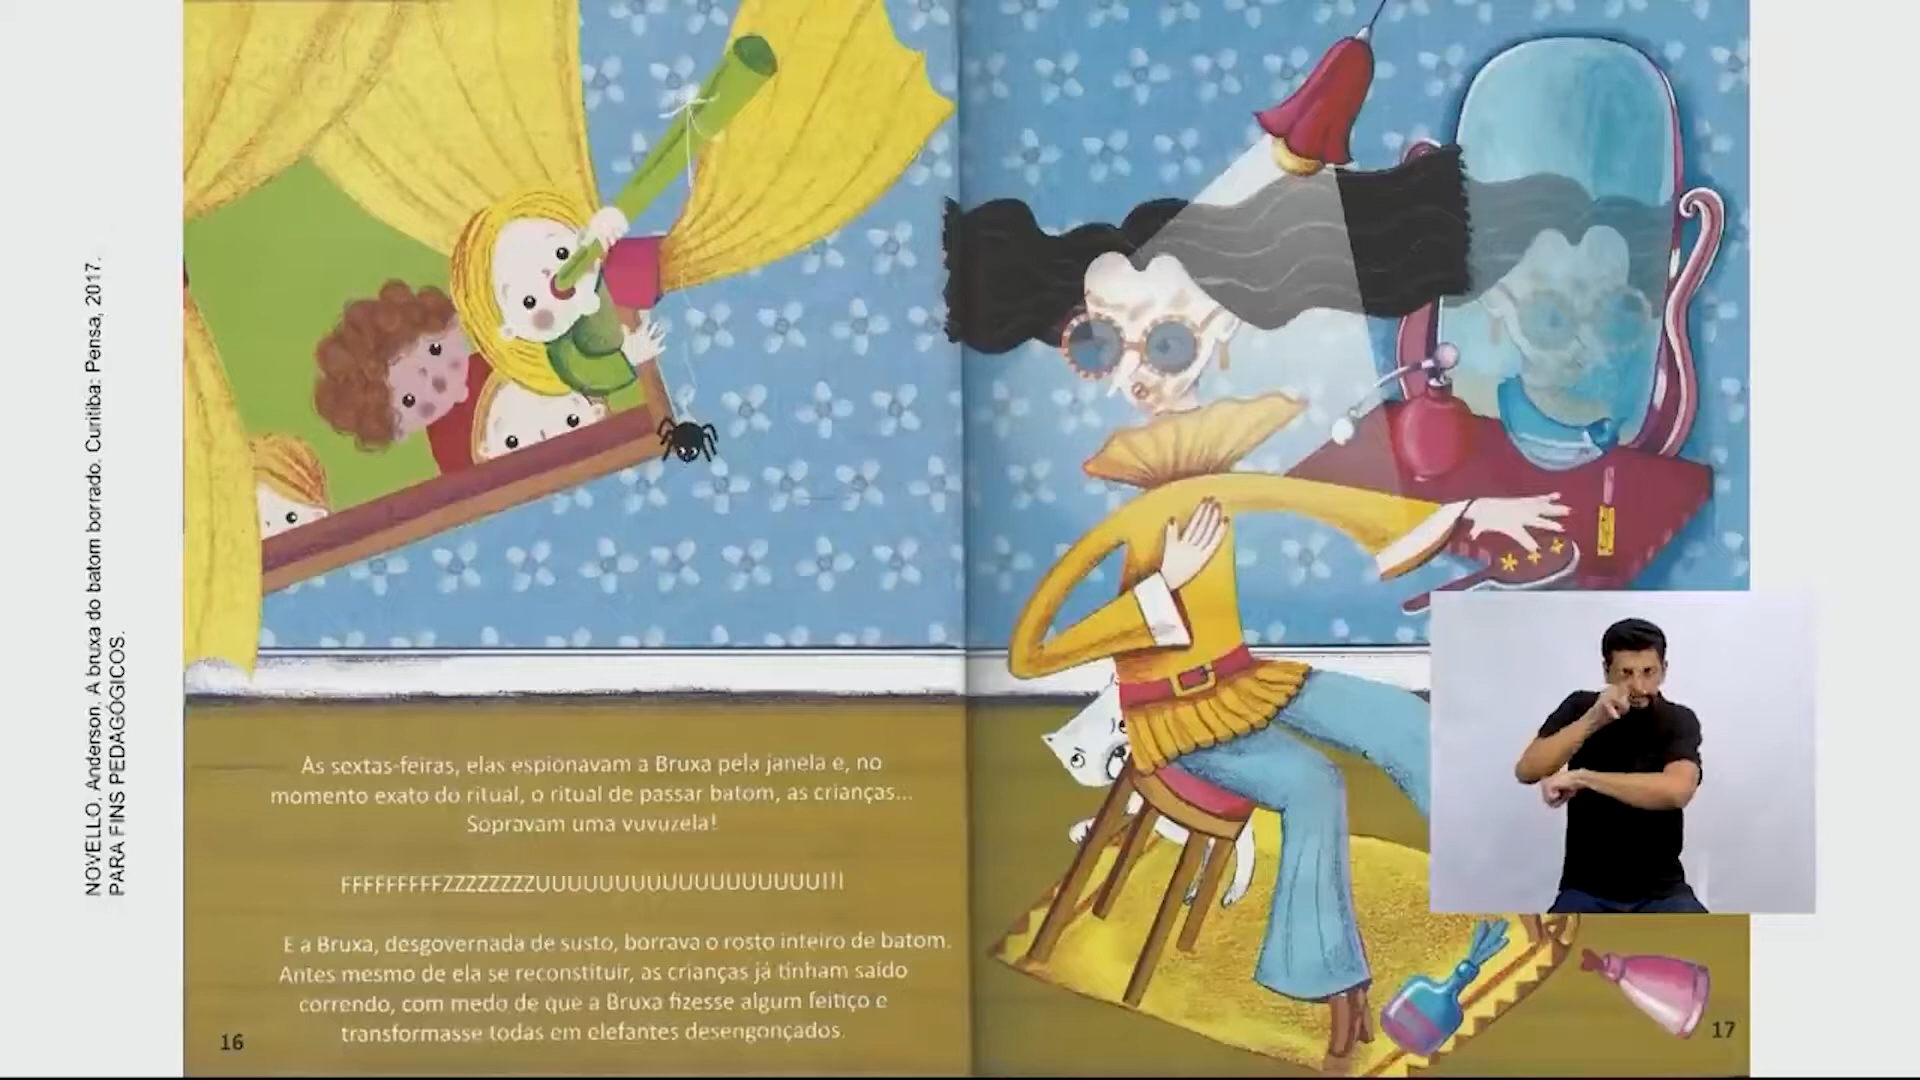 NOVELLO, Anderson. A bruxa do batom borrado. Curitiba: Pensa, 2017.
PARA FINS PEDAGÓGICOS.
Às sextas-feiras, elas espionavam a Bruxa pela janela e, no
momento exato do ritual, o ritual de passar batom, as crianças...
Sopravam uma vuvuzela!
FFFFFFFFFZZZZZZZZUUUUUUUUUUUUUUUUUUU!!!
E a Bruxa, desgovernada de susto, borrava o rosto inteiro de batom.
Antes mesmo de ela se reconstituir, as crianças já tinham saído
correndo, com medo de que a Bruxa fizesse algum feitiço e
transformasse todas em elefantes desengonçados.
16
17